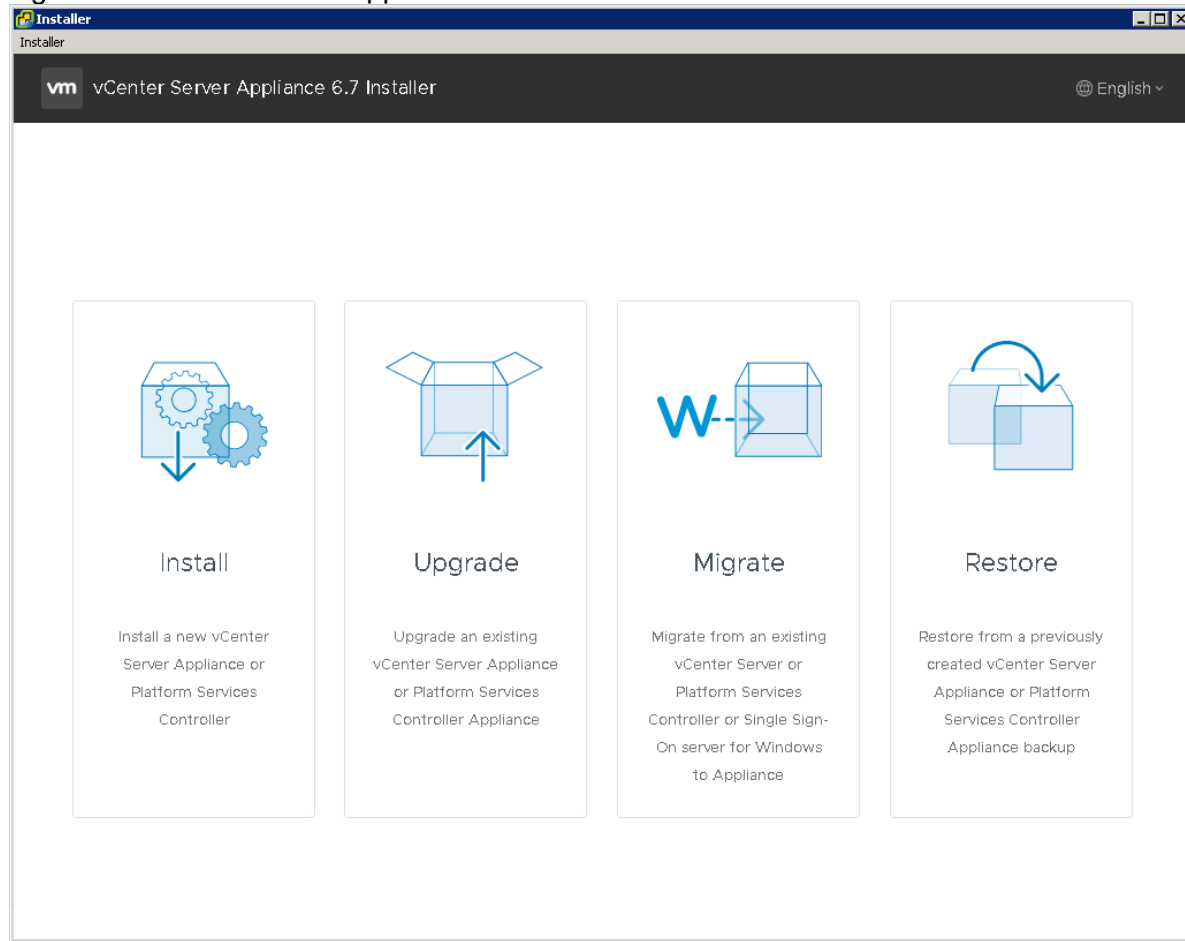 Installer
Installer
vm vCenter Server Appliance 6.7 Installer
English
Install
Install a new vCenter
Server Appliance or
Platform Services
Controller
Upgrade
Upgrade an existing
vCenter Server Appliance
or Platform Services
Controller Appliance
W
Migrate
Migrate from an existing
vCenter Server or
Platform Services
Controller or Single Sign-
On server for Windows
to Appliance
Restore
Restore from a previously
created vCenter Server
Appliance or Platform
Services Controller
Appliance backup